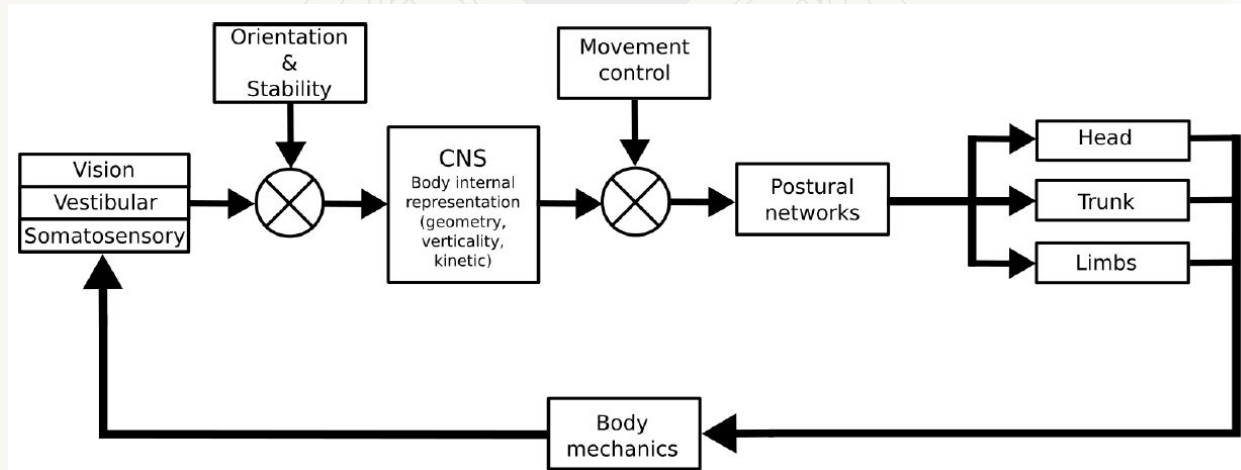 Orientation
&
Stability
Movement
control
Vision
Vestibular
Somatosensory
CNS
Body internal
representation
(geometry,
verticality,
kinetic)
Postural
networks
Head
Trunk
Limbs
Body
mechanics